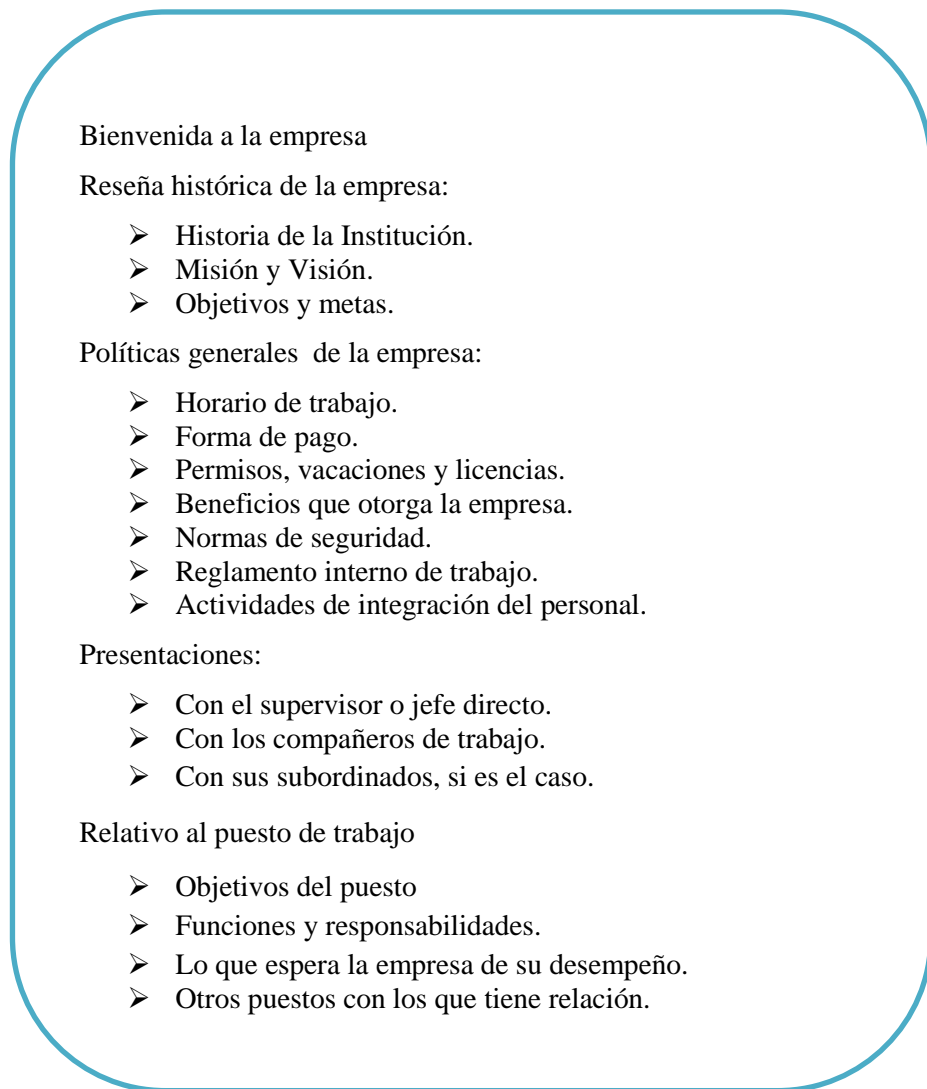 Bienvenida a la empresa
Reseña histórica de la empresa:
➢ Historia de la Institución.
➢ Misión y Visión.
➢ Objetivos y metas.
Políticas generales  de la empresa:
➢ Horario de trabajo.
➢ Forma de pago.
➢ Permisos, vacaciones y licencias.
➢ Beneficios que otorga la empresa.
➢ Normas de seguridad.
➢ Reglamento interno de trabajo.
➢ Actividades de integración del personal.
Presentaciones:
➢ Con el supervisor o jefe directo.
➢ Con los compañeros de trabajo.
➢ Con sus subordinados, si es el caso.
Relativo al puesto de trabajo
➢ Objetivos del puesto
➢ Funciones y responsabilidades.
➢ Lo que espera la empresa de su desempeño.
➢ Otros puestos con los que tiene relación.